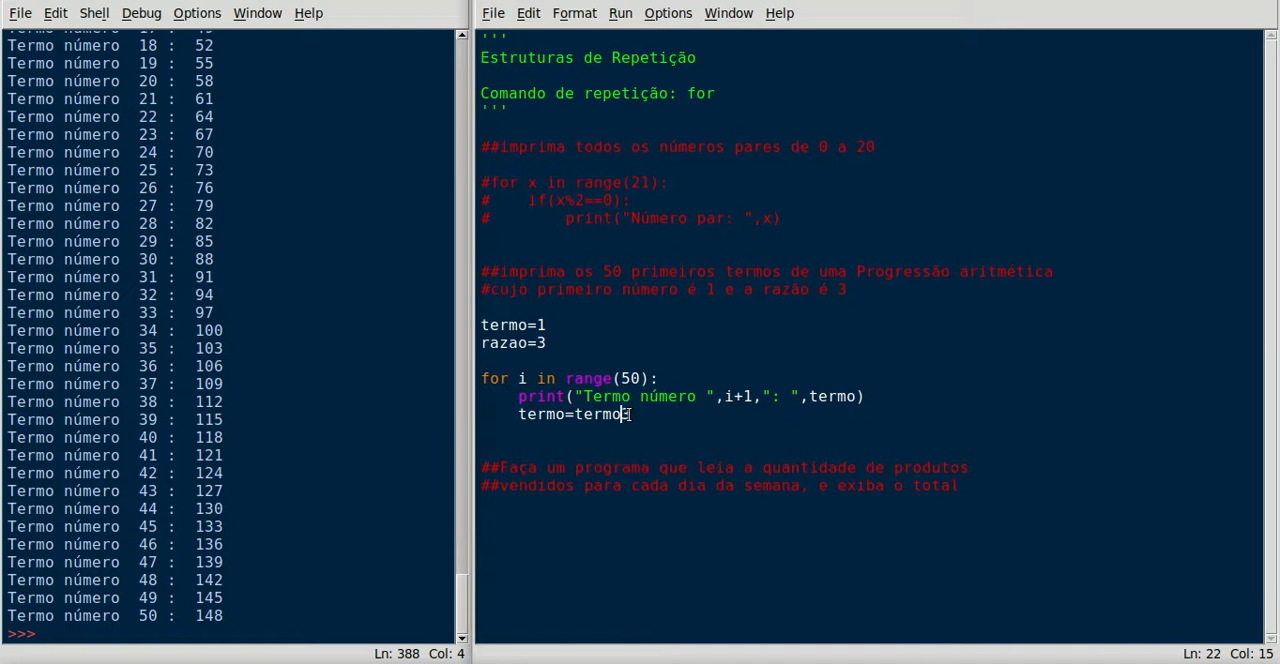 File Edit Shell Debug Options Window Help
Termo número 18 : 52
Termo número 19 : 55
Termo número 20 : 58
Termo número 21 : 61
Termo número 22 : 64
Termo número 23 : 67
Termo número 24 : 70
Termo número 25 : 73
Termo número 26 : 76
Termo número 27 : 79
Termo número 28 : 82
Termo número 29 : 85
Termo número 30 : 88
Termo número 31 : 91
Termo número 32 : 94
Termo número 33 : 97
Termo número 34 : 100
Termo número 35 : 103
Termo número 36 : 106
Termo número 37 : 109
Termo número 38 : 112
Termo número 39 : 115
Termo número 40 : 118
Termo número 41 : 121
Termo número 42 : 124
Termo número 43 : 127
Termo número 44 : 130
Termo número 45 : 133
Termo número 46 : 136
Termo número 47 : 139
Termo número 48 : 142
Termo número 49 : 145
Termo número 50 : 148
>>>
Ln: 388 Col: 4
File Edit Format Run Options Window Help
'''
Estruturas de Repetição
Comando de repetição: for
'''
##imprima todos os números pares de 0 a 20
#for x in range(21):
#    if(x%2==0):
#        print("Número par: ",x)
##imprima os 50 primeiros termos de uma Progressão aritmética
#cujo primeiro número é 1 e a razão é 3
termo=1
razao=3
for i in range(50):
    print("Termo número ",i+1,": ",termo)
    termo=termo
##Faça um programa que leia a quantidade de produtos
##vendidos para cada dia da semana, e exiba o total
Ln: 22 Col: 15